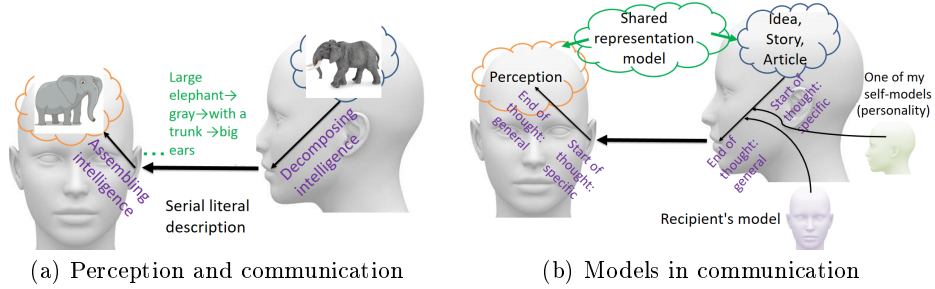 Large
elephant→
gray→with a
trunk →big
ears
...
Assembling
intelligence
Decomposing
intelligence
Serial literal
description
(a) Perception and communication
Shared
representation
model
Idea,
Story,
Article
Perception
End of
thought:
general
Start of
thought:
specific
Start of
thought:
specific
End of
thought:
general
One of my
self-models
(personality)
Recipient's model
(b) Models in communication